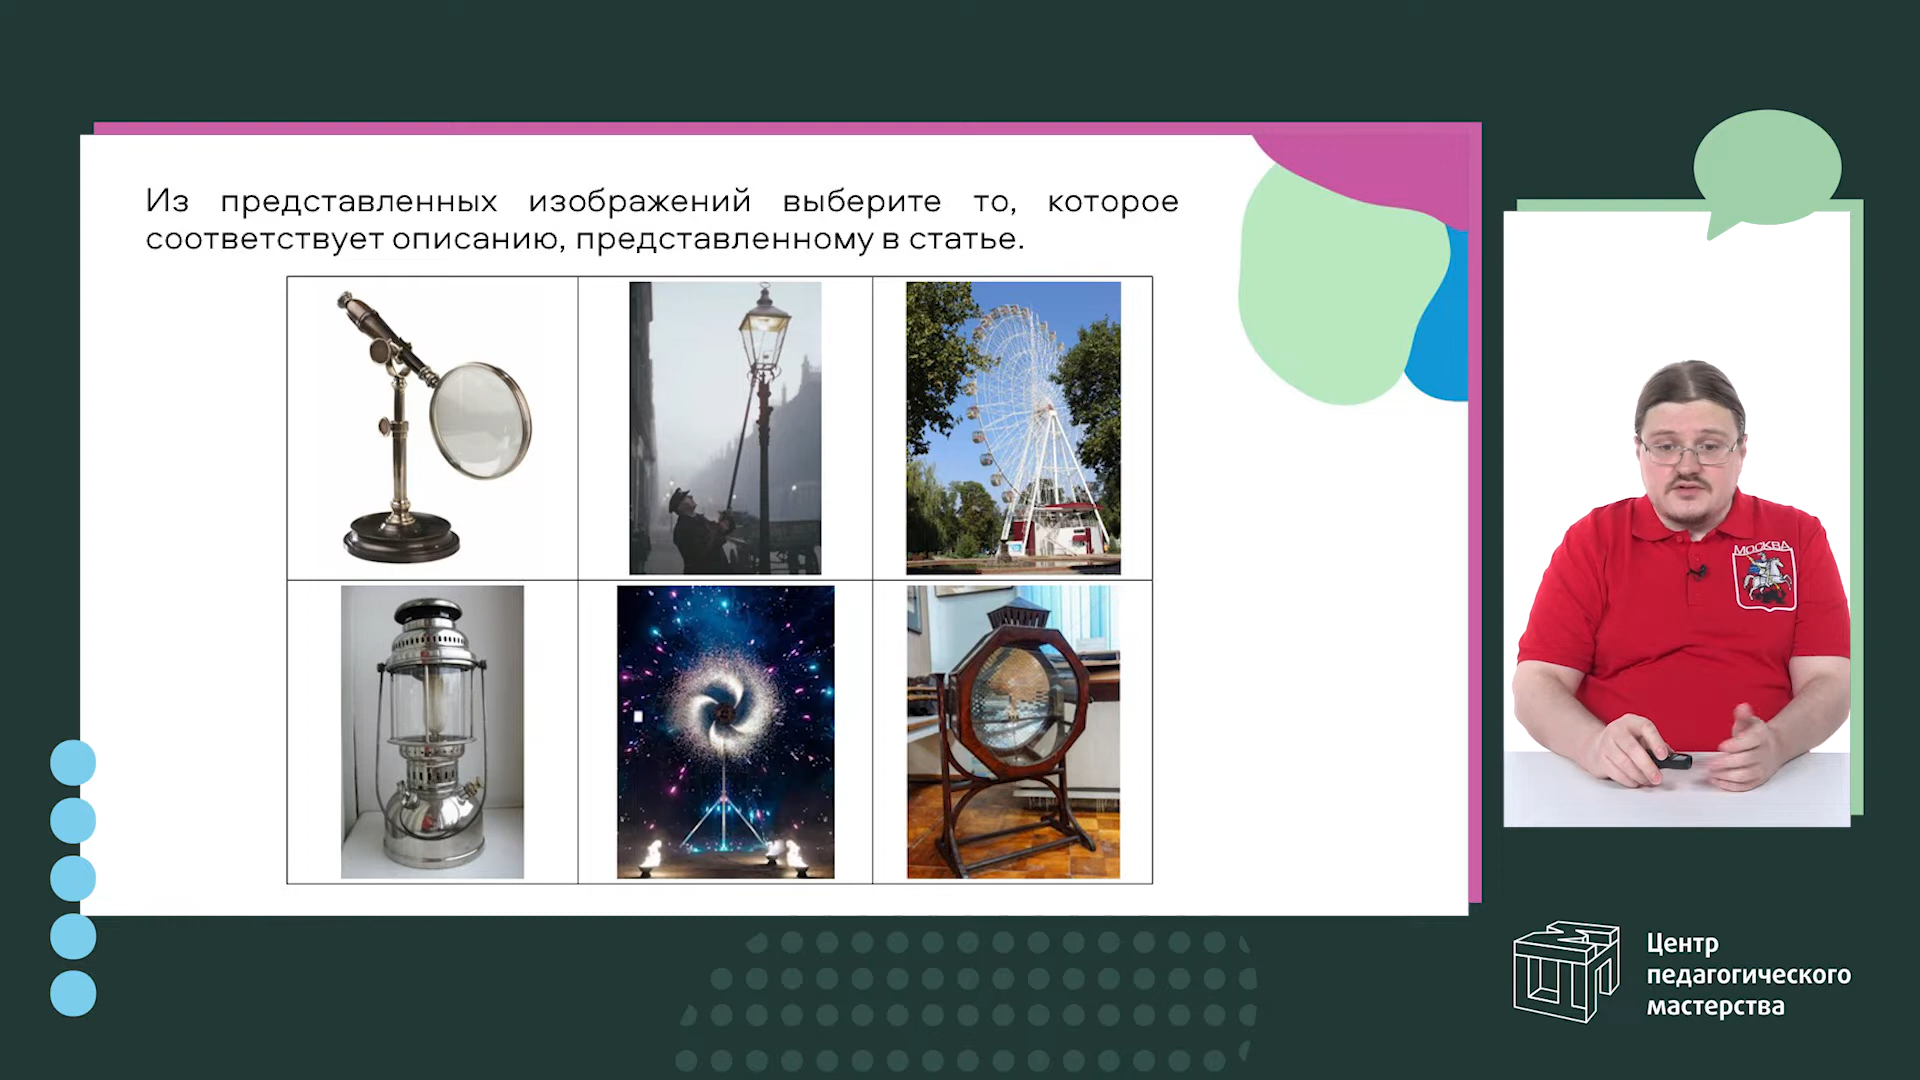 Из представленных изображений выберите то, которое
соответствует описанию, представленному в статье.
МОСКВА
Центр
педагогического
мастерства